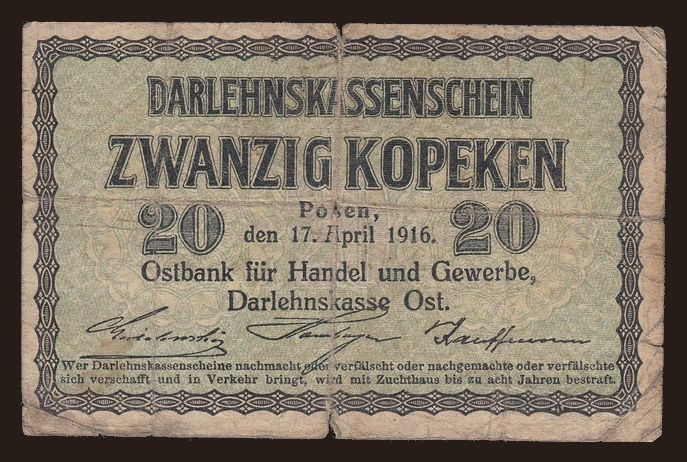 DARLEHNSKASSENSCHEIN
ZWANZIG KOPEKEN
20 Posen, 20
den 17. April 1916.
Ostbank für Handel und Gewerbe,
Darlehnskasse Ost.
Kauffmann
Wer Darlehnskassenscheine nachmacht oder verfälscht oder nachgemachte oder verfälschte
sich verschafft und in Verkehr bringt, wird mit Zuchthaus bis zu acht Jahren bestraft.